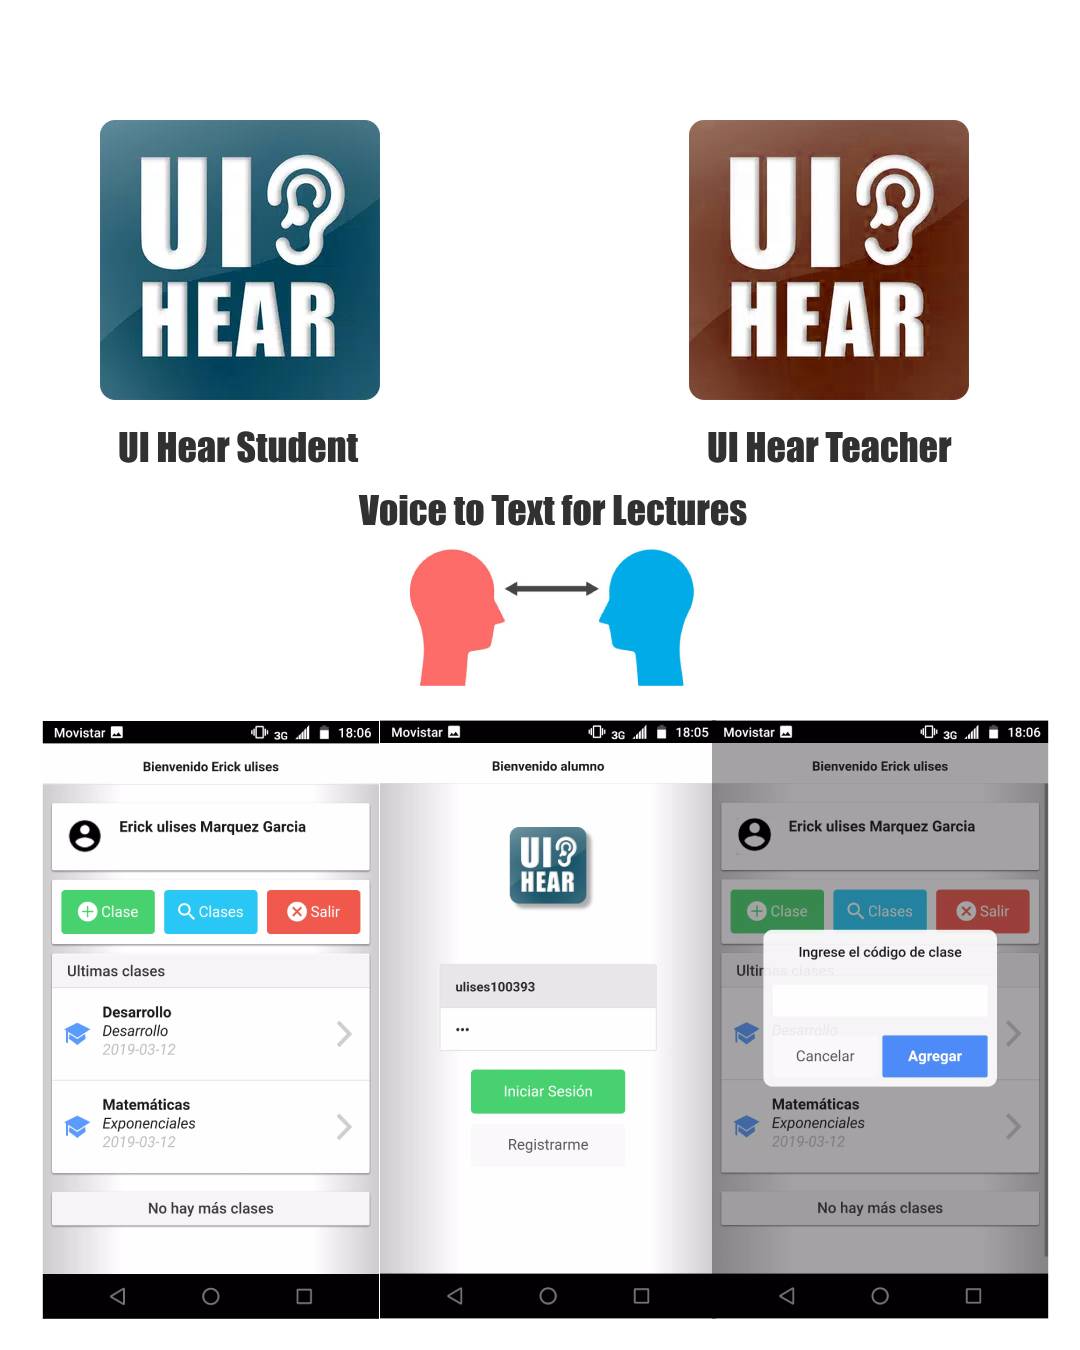 UI
HEAR
UI Hear Student
UI
HEAR
UI Hear Teacher
Voice to Text for Lectures
Movistar 3G 18:06
Bienvenido Erick ulises
Erick ulises Marquez Garcia
Clase Clases Salir
Ultimas clases
Desarrollo
Desarrollo
2019-03-12
Matemáticas
Exponenciales
2019-03-12
No hay más clases
Movistar 3G 18:05
Bienvenido alumno
UI
HEAR
ulises100393
•••
Iniciar Sesión
Registrarme
Movistar 3G 18:06
Bienvenido Erick ulises
Erick ulises Marquez Garcia
Clase Clases Salir
Ingrese el código de clase
Ultimas clases
Desarrollo
Cancelar Agregar
Matemáticas
Exponenciales
2019-03-12
No hay más clases